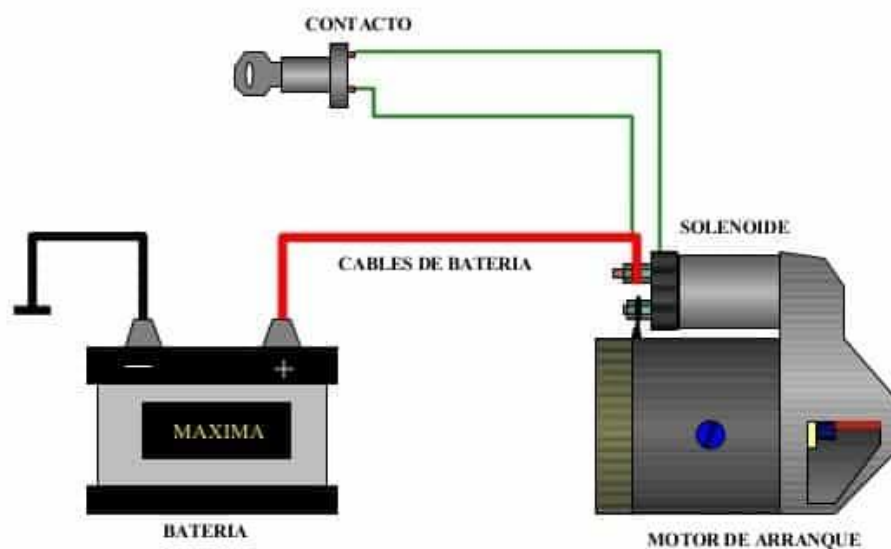 CONTACTO
SOLENOIDE
CABLES DE BATERIA
— +
MAXIMA
BATERIA
MOTOR DE ARRANQUE